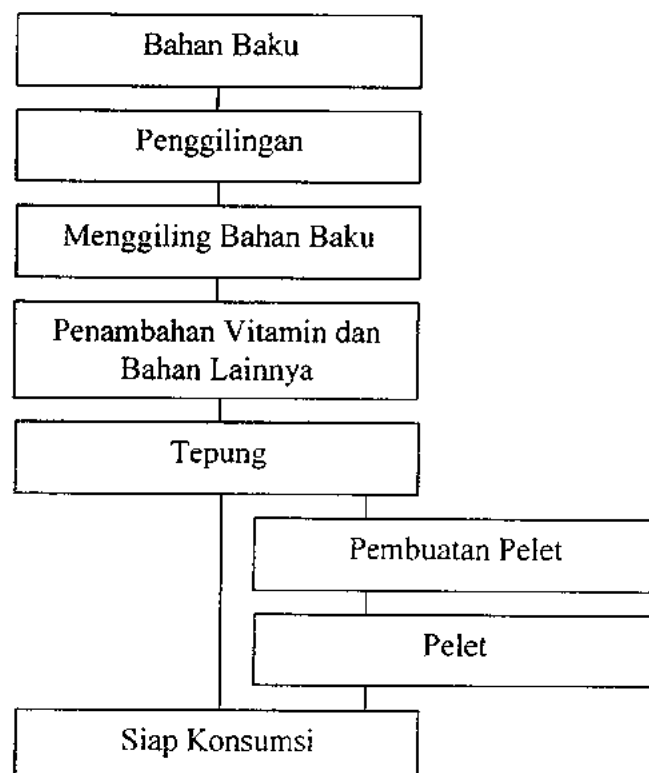 Bahan Baku
Penggilingan
Menggiling Bahan Baku
Penambahan Vitamin dan
Bahan Lainnya
Tepung
Pembuatan Pelet
Pelet
Siap Konsumsi